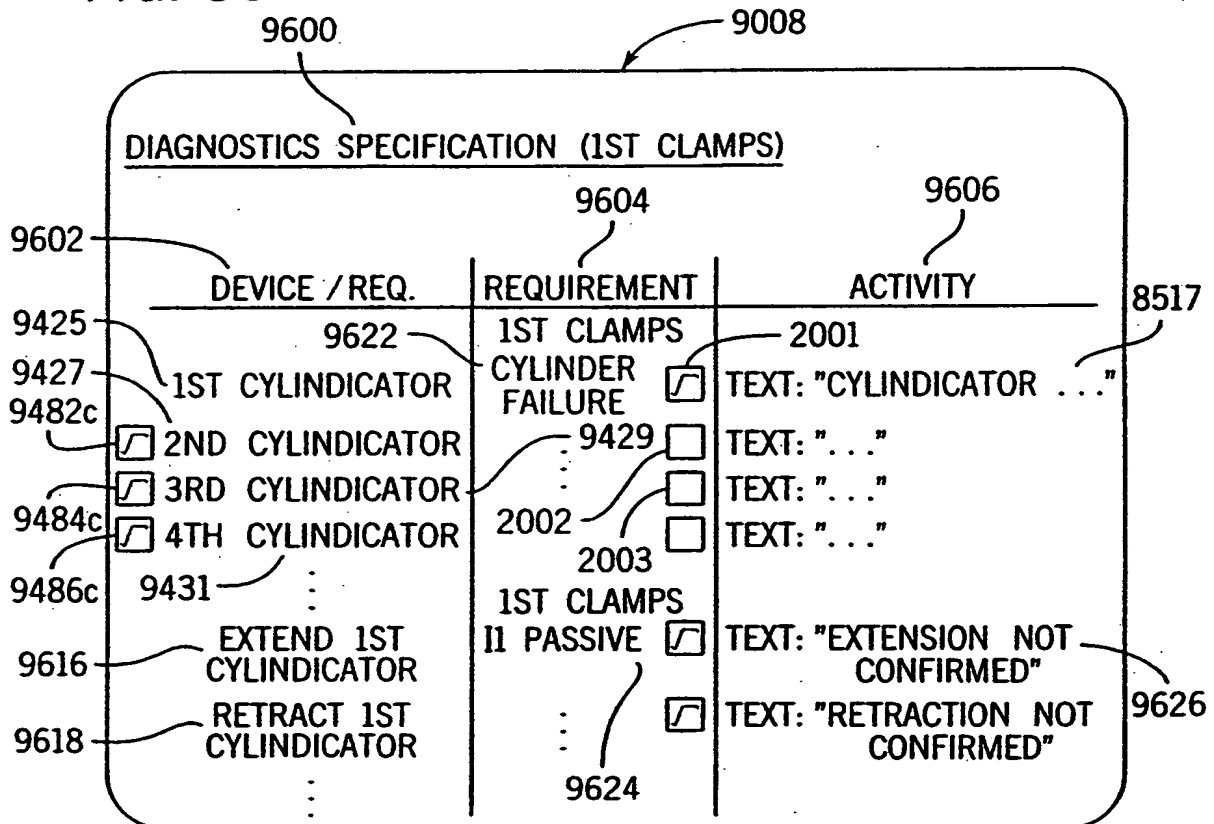 9600
9008
DIAGNOSTICS SPECIFICATION (1ST CLAMPS)
9604
9606
9602
DEVICE / REQ.
REQUIREMENT
ACTIVITY
8517
9425
9622
1ST CLAMPS
2001
9427
1ST CYLINDICATOR
CYLINDER
FAILURE
TEXT: "CYLINDICATOR ..."
9482c
2ND CYLINDICATOR
9429
TEXT: "..."
3RD CYLINDICATOR
TEXT: "..."
9484c
2002
4TH CYLINDICATOR
TEXT: "..."
2003
9486c
9431
1ST CLAMPS
EXTEND 1ST
CYLINDICATOR
I1 PASSIVE
TEXT: "EXTENSION NOT
CONFIRMED"
9616
9626
RETRACT 1ST
CYLINDICATOR
TEXT: "RETRACTION NOT
CONFIRMED"
9618
9624